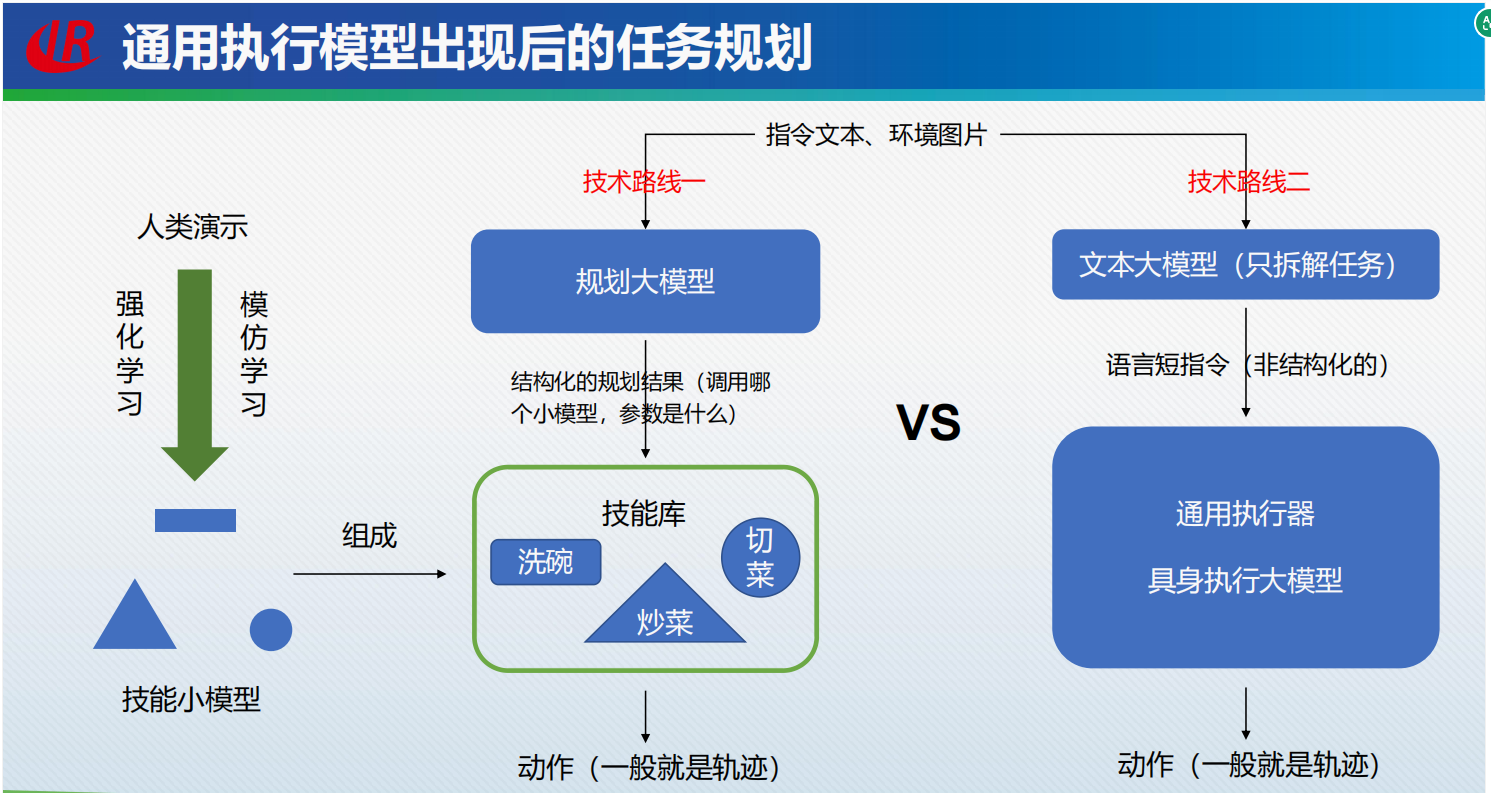 通用执行模型出现后的任务规划
指令文本、环境图片
技术路线一
技术路线二
人类演示
强化学习
模仿学习
规划大模型
文本大模型（只拆解任务）
结构化的规划结果（调用哪
个小模型，参数是什么）
语言短指令（非结构化的）
VS
组成
技能库
洗碗
切
菜
炒菜
通用执行器
具身执行大模型
技能小模型
动作（一般就是轨迹）
动作（一般就是轨迹）